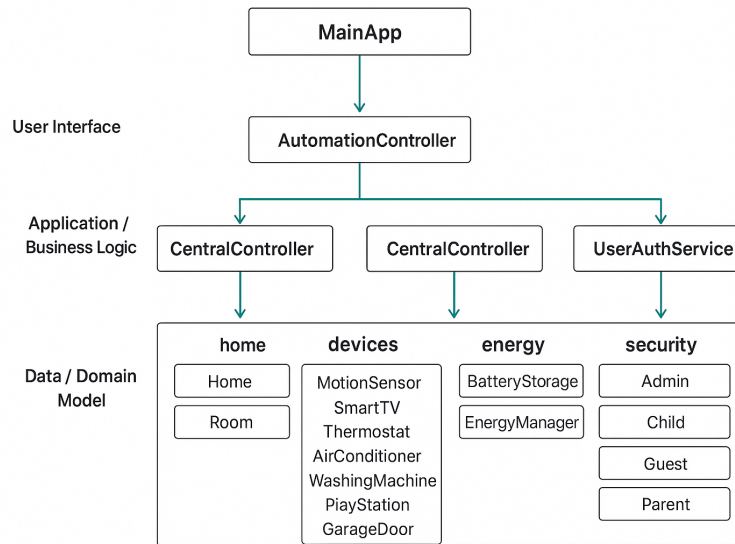 MainApp
User Interface
AutomationController
Application /
Business Logic
CentralController
CentralController
UserAuthService
Data / Domain
Model
home
Home
Room
devices
MotionSensor
SmartTV
Thermostat
AirConditioner
WashingMachine
PiayStation
GarageDoor
energy
BatteryStorage
EnergyManager
security
Admin
Child
Guest
Parent